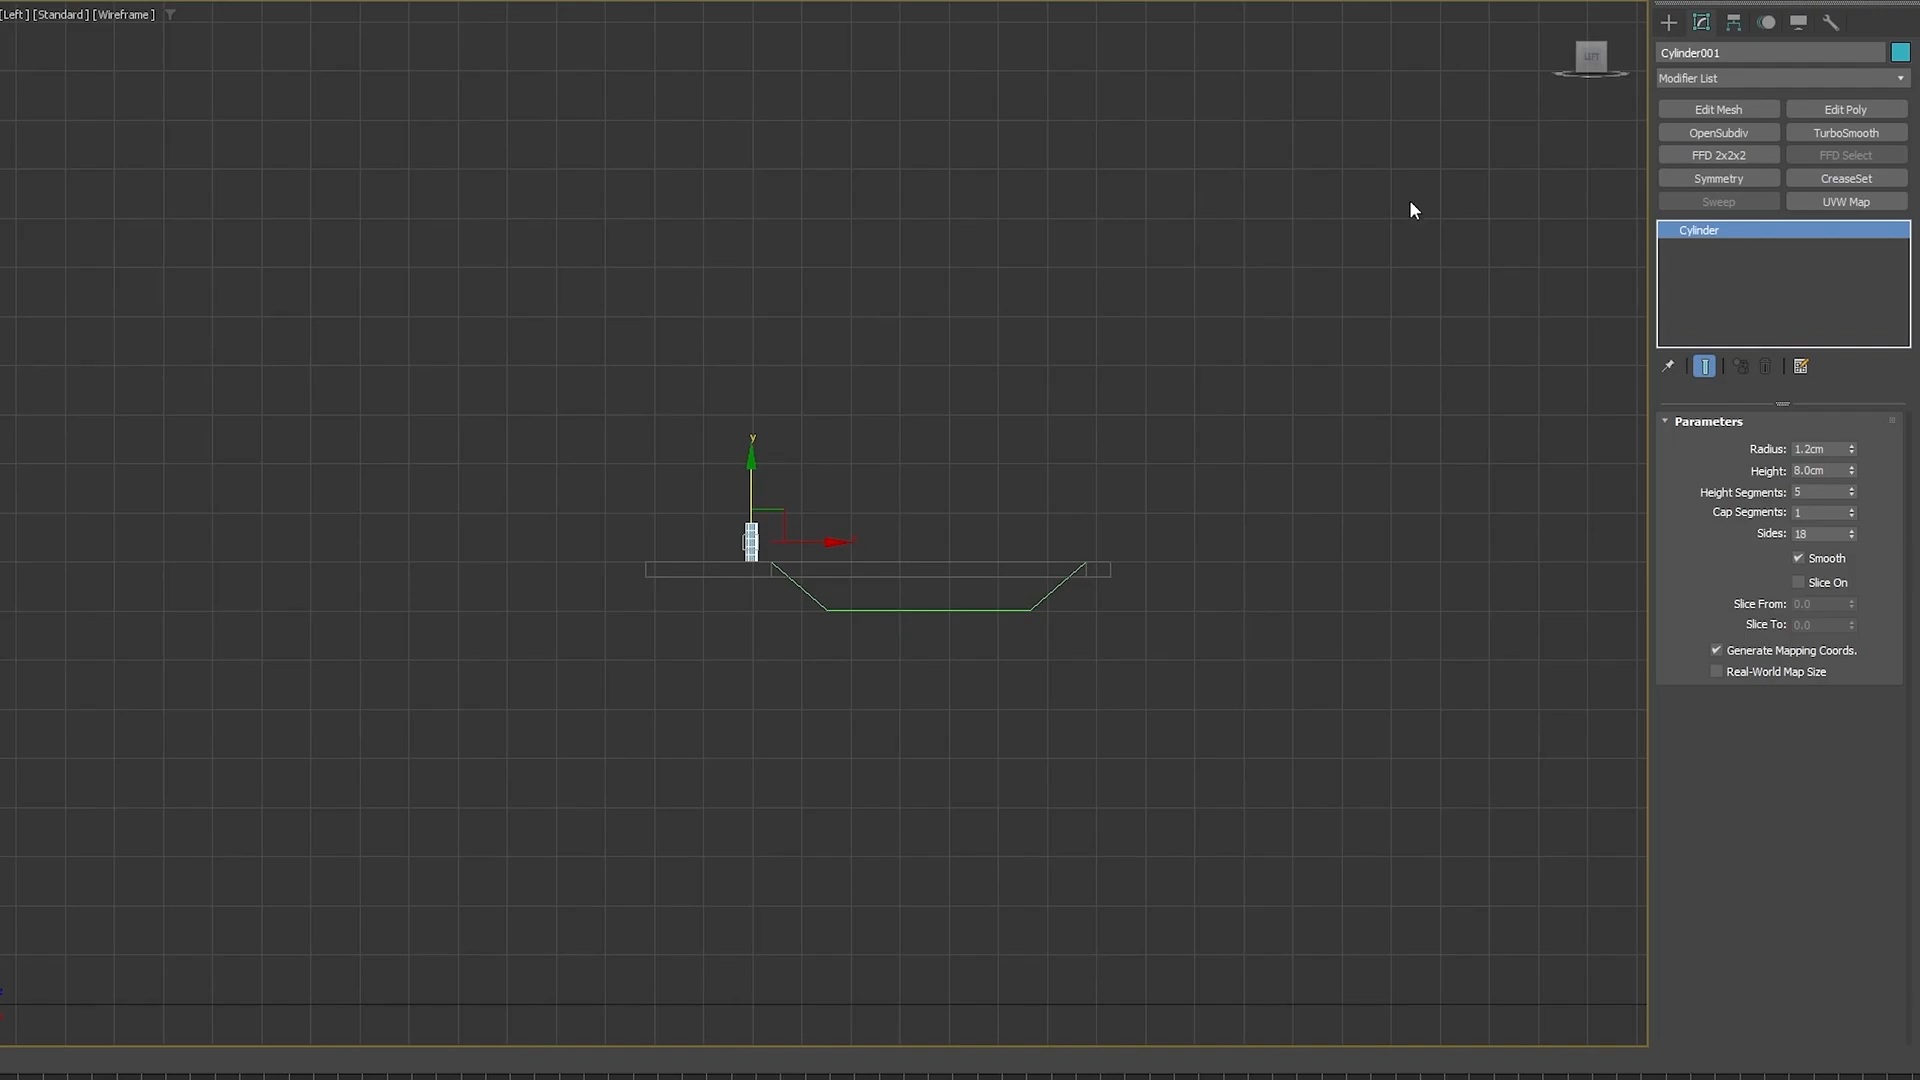 [Left ] [Standard ] [Wireframe ]
LEFT
y
Cylinder001
Modifier List
Edit Mesh
Edit Poly
OpenSubdiv
TurboSmooth
FFD 2x2x2
FFD Select
Symmetry
CreaseSet
Sweep
UVW Map
Cylinder
Parameters
Radius: 1.2cm
Height: 8.0cm
Height Segments: 5
Cap Segments: 1
Sides: 18
Smooth
Slice On
Slice From: 0.0
Slice To: 0.0
Generate Mapping Coords.
Real-World Map Size